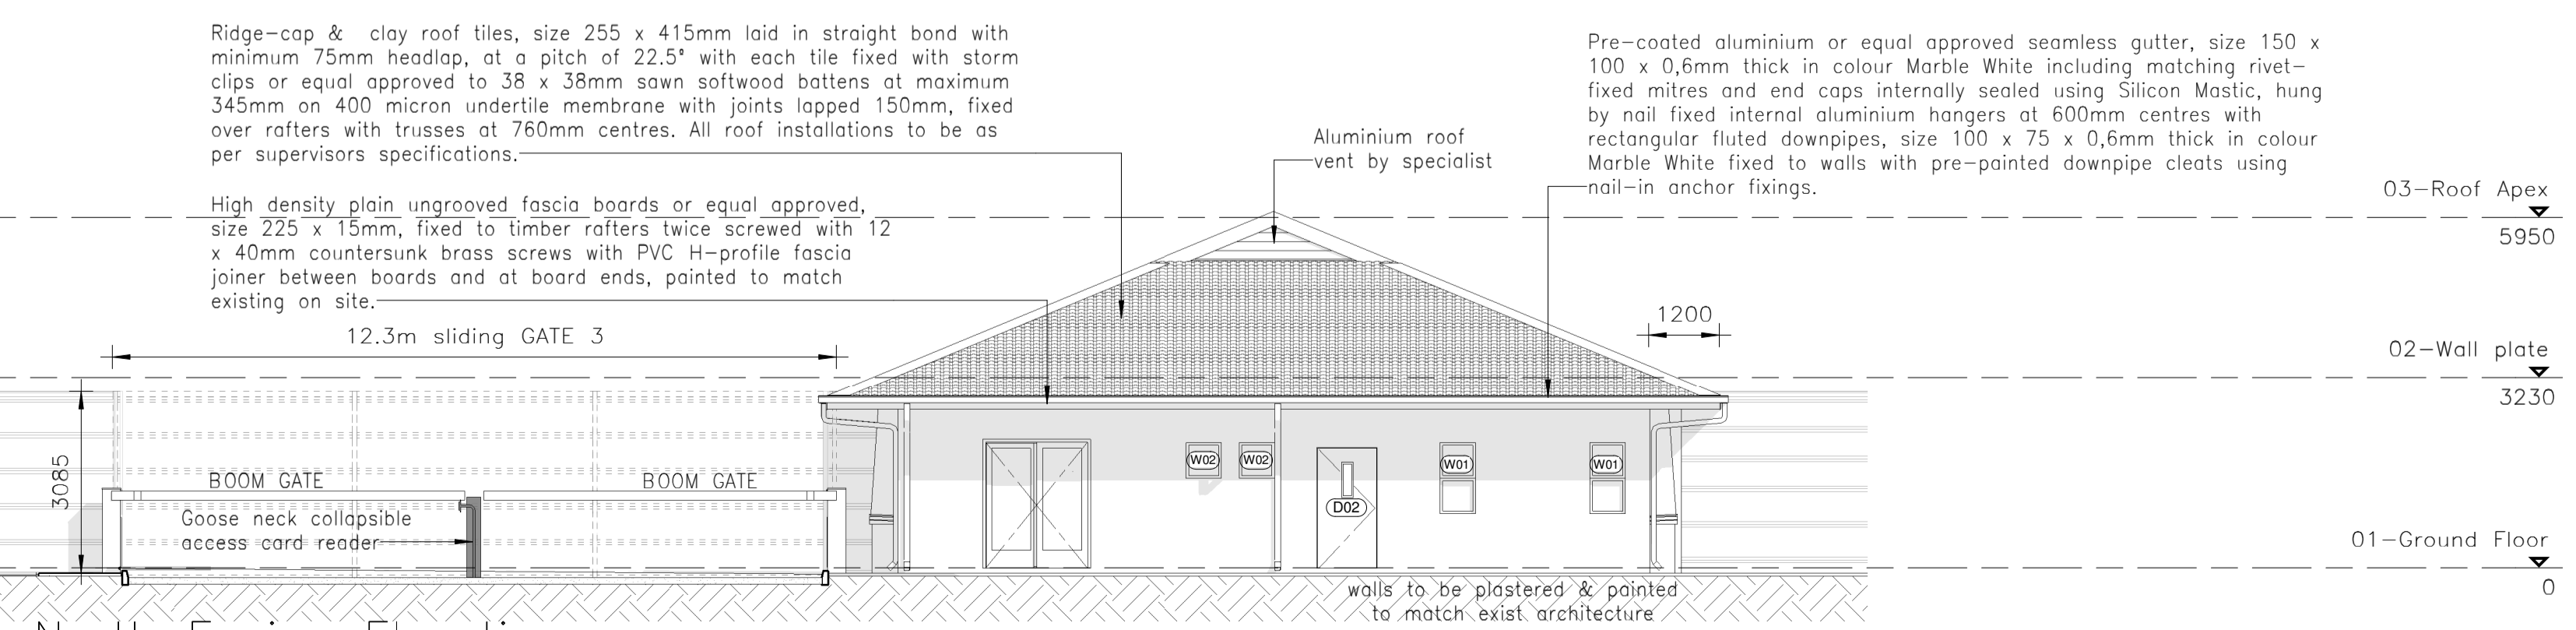 Ridge-cap & clay roof tiles, size 255 x 415mm laid in straight bond with
minimum 75mm headlap, at a pitch of 22.5° with each tile fixed with storm
clips or equal approved to 38 x 38mm sawn softwood battens at maximum
345mm on 400 micron undertile membrane with joints lapped 150mm, fixed
over rafters with trusses at 760mm centres. All roof installations to be as
per supervisors specifications.
High density plain ungrooved fascia boards or equal approved,
size 225 x 15mm, fixed to timber rafters twice screwed with 12
x 40mm countersunk brass screws with PVC H-profile fascia
joiner between boards and at board ends, painted to match
existing on site.
Aluminium roof
vent by specialist
Pre-coated aluminium or equal approved seamless gutter, size 150 x
100 x 0,6mm thick in colour Marble White including matching rivet-
fixed mitres and end caps internally sealed using Silicon Mastic, hung
by nail fixed internal aluminium hangers at 600mm centres with
rectangular fluted downpipes, size 100 x 75 x 0,6mm thick in colour
Marble White fixed to walls with pre-painted downpipe cleats using
nail-in anchor fixings.
03-Roof Apex
5950
12.3m sliding GATE 3
1200
02-Wall plate
3230
3085
BOOM GATE
BOOM GATE
Goose neck collapsible
access card reader
W02
W02
D02
W01
W01
01-Ground Floor
0
walls to be plastered & painted
to match exist architecture